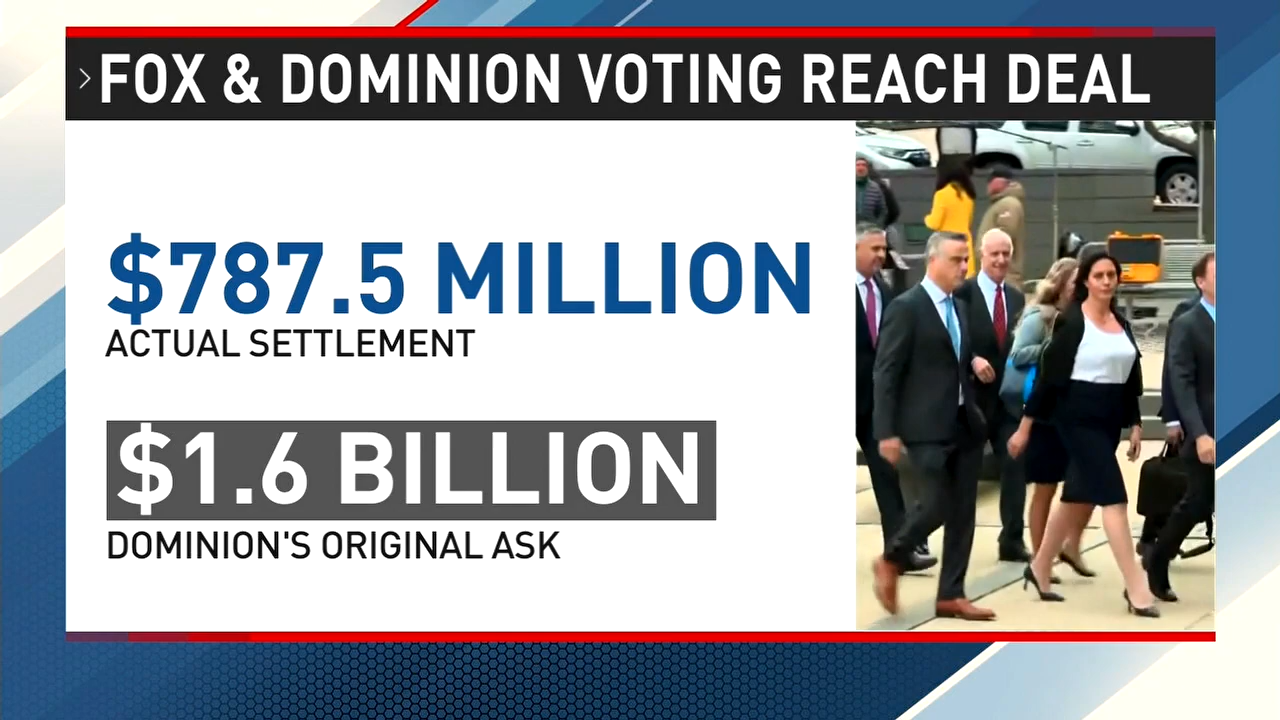 FOX & DOMINION VOTING REACH DEAL
$787.5 MILLION
ACTUAL SETTLEMENT
$1.6 BILLION
DOMINION'S ORIGINAL ASK